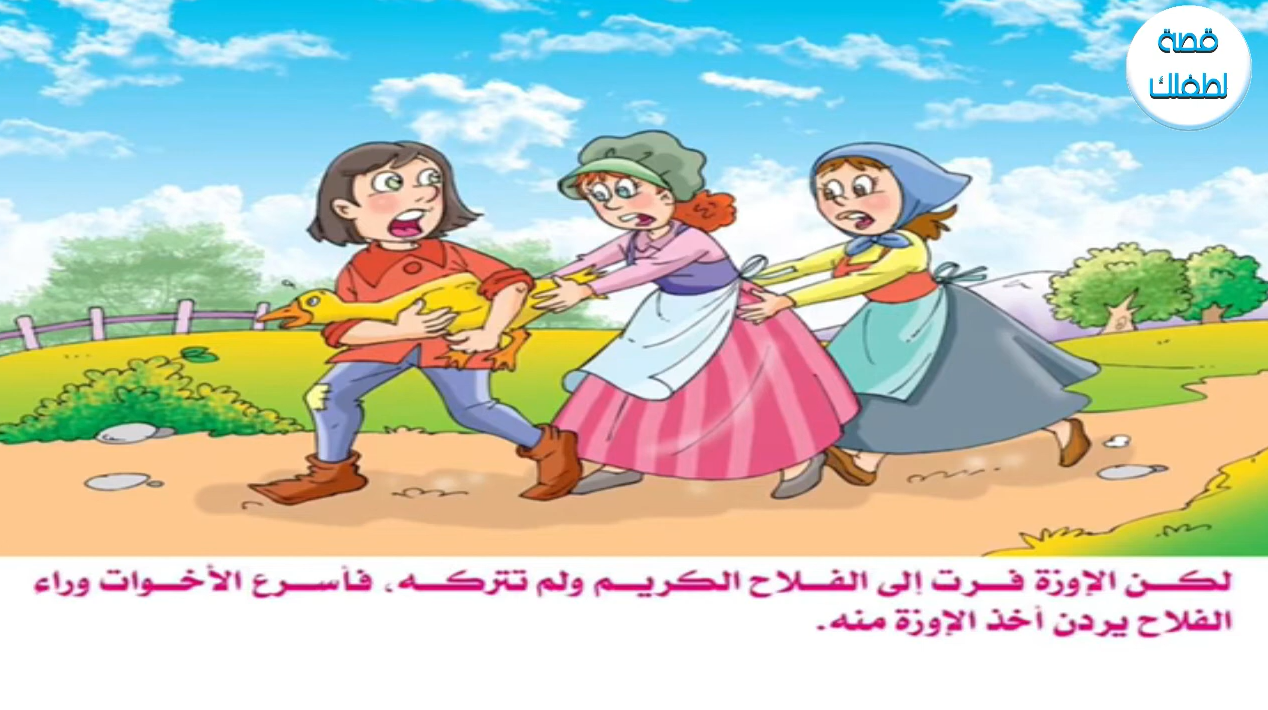 قصة
لطفلك
لكن الإوزة فرت إلى الفلاح الكريم ولم تتركه، فأسرع الأخوات وراء
الفلاح يردن أخذ الإوزة منه.